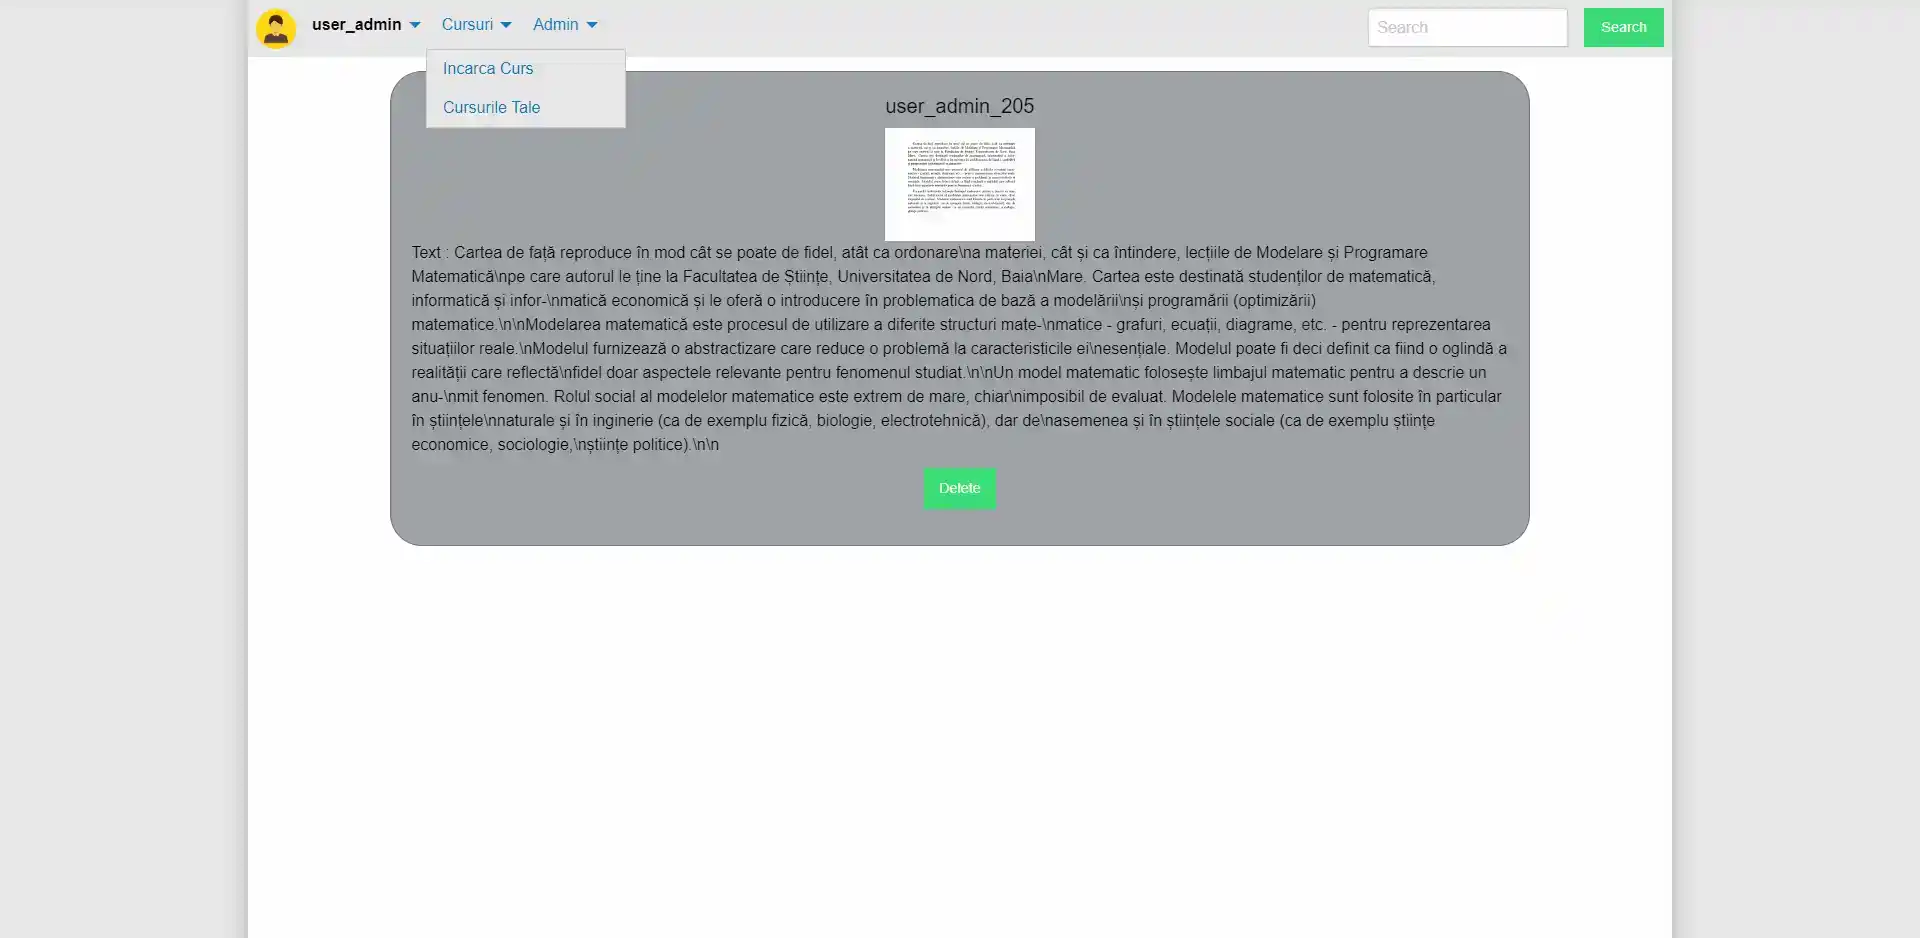 user_admin
Cursuri
Admin
Search
Search
Incarca Curs
Cursurile Tale
user_admin_205
Text : Cartea de față reproduce în mod cât se poate de fidel, atât ca ordonare\na materiei, cât și ca întindere, lecțiile de Modelare și Programare
Matematică\npe care autorul le ține la Facultatea de Științe, Universitatea de Nord, Baia\nMare. Cartea este destinată studenților de matematică,
informatică și infor-\nmatică economică și le oferă o introducere în problematica de bază a modelării\nși programării (optimizării)
matematice.\n\nModelarea matematică este procesul de utilizare a diferite structuri mate-\nmatice - grafuri, ecuații, diagrame, etc. - pentru reprezentarea
situațiilor reale.\nModelul furnizează o abstractizare care reduce o problemă la caracteristicile ei\nesențiale. Modelul poate fi deci definit ca fiind o oglindă a
realității care reflectă\nfidel doar aspectele relevante pentru fenomenul studiat.\n\nUn model matematic folosește limbajul matematic pentru a descrie un
anu-\nmit fenomen. Rolul social al modelelor matematice este extrem de mare, chiar\nimposibil de evaluat. Modelele matematice sunt folosite în particular
în științele\nnaturale și în inginerie (ca de exemplu fizică, biologie, electrotehnică), dar de\nasemenea și în științele sociale (ca de exemplu științe
economice, sociologie,\nștiințe politice).\n\n
Delete